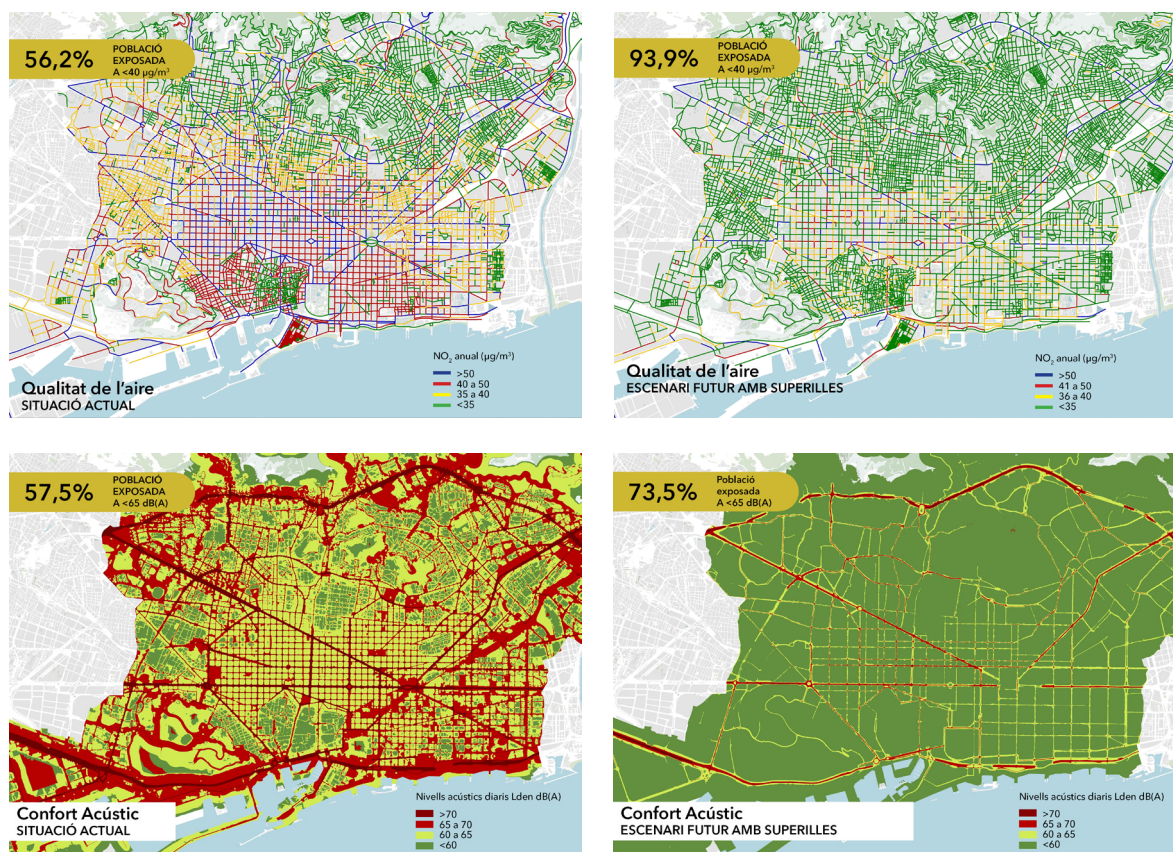 56,2%
POBLACIÓ
EXPOSADA
A <40 µg/m³
NO₂ anual (µg/m³)
>50
40 a 50
35 a 40
<35
Qualitat de l'aire
SITUACIÓ ACTUAL
93,9%
POBLACIÓ
EXPOSADA
A <40 µg/m³
NO₂ anual (µg/m³)
>50
41 a 50
36 a 40
<35
Qualitat de l'aire
ESCENARI FUTUR AMB SUPERILLES
57,5%
POBLACIÓ
EXPOSADA
A <65 dB(A)
Nivells acústics diaris Lden dB(A)
>70
65 a 70
60 a 65
<60
Confort Acústic
SITUACIÓ ACTUAL
73,5%
Població
exposada
A <65 dB(A)
Nivells acústics diaris Lden dB(A)
>70
65 a 70
60 a 65
<60
Confort Acústic
ESCENARI FUTUR AMB SUPERILLES